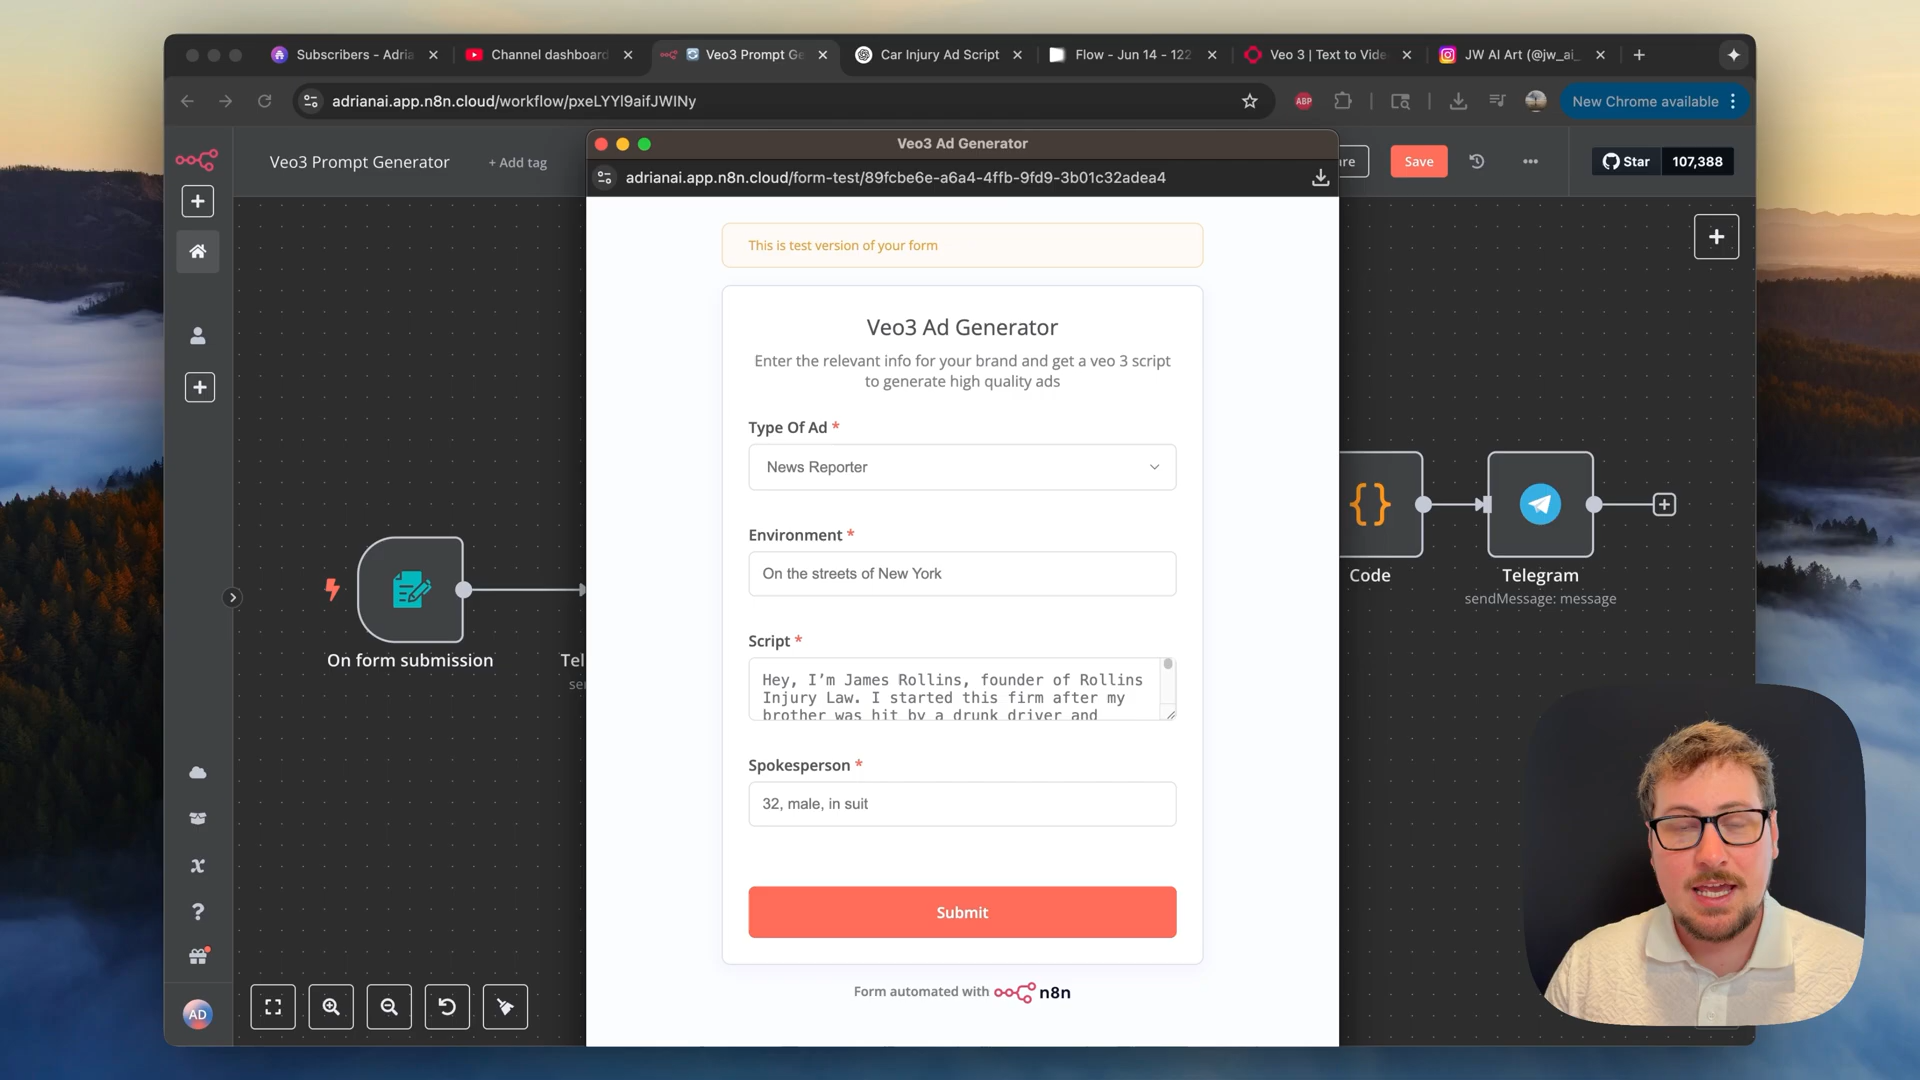 Subscribers - Adria
Channel dashboard
Veo3 Prompt Ge
Car Injury Ad Script
Flow - Jun 14 - 122
Veo 3 | Text to Vide
JW AI Art (@jw_ai_
adrianai.app.n8n.cloud/workflow/pxeLYYl9aifJWINy
ABP
New Chrome available
Veo3 Prompt Generator
+ Add tag
Veo3 Ad Generator
Save
Star
107,388
adrianai.app.n8n.cloud/form-test/89fcbe6e-a6a4-4ffb-9fd9-3b01c32adea4
This is test version of your form
Veo3 Ad Generator
Enter the relevant info for your brand and get a veo 3 script
to generate high quality ads
Type Of Ad *
News Reporter
Environment *
On the streets of New York
Script *
Hey, I’m James Rollins, founder of Rollins
Injury Law. I started this firm after my
brother was hit by a drunk driver and
Spokesperson *
32, male, in suit
Submit
Form automated with n8n
On form submission
Tel
Code
Telegram
sendMessage: message
AD